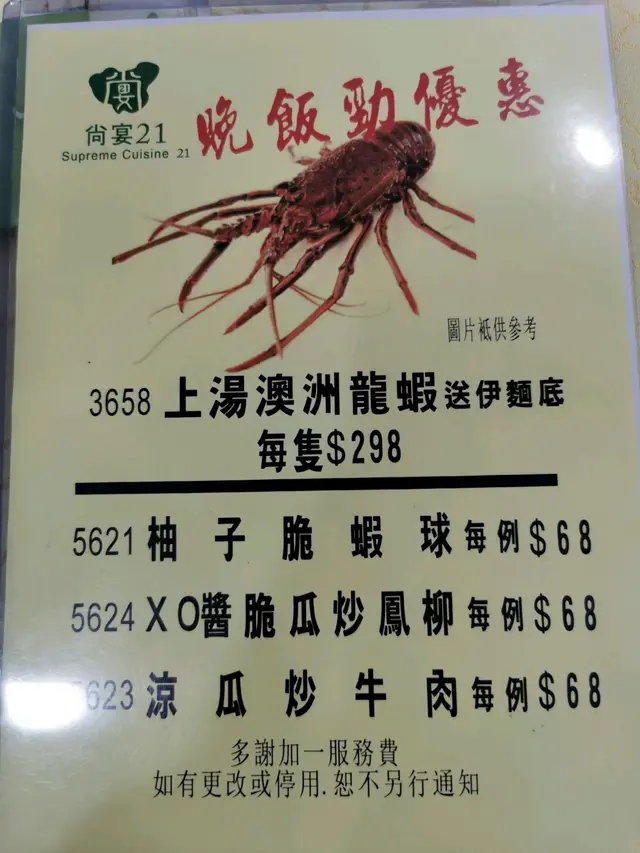 尚宴21
Supreme Cuisine 21
晚飯勁優惠
圖片祗供參考
3658 上湯澳洲龍蝦送伊麵底
每隻$298
5621 柚子脆蝦球每例$68
5624 XO醬脆瓜炒鳳柳每例$68
5623 涼瓜炒牛肉每例$68
多謝加一服務費
如有更改或停用.恕不另行通知